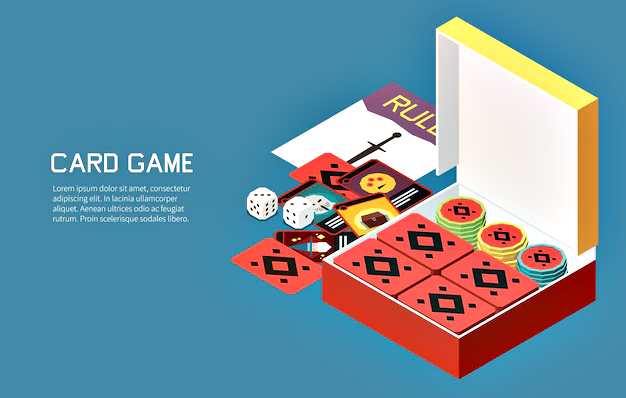 CARD GAME
Lorem ipsum dolor sit amet, consectetur
adipiscing elit. In lacinia ullamcorper
aliquet. Aenean ultrices odio ac feugiat
rutrum. Proin scelerisque sodales libero.
RULE